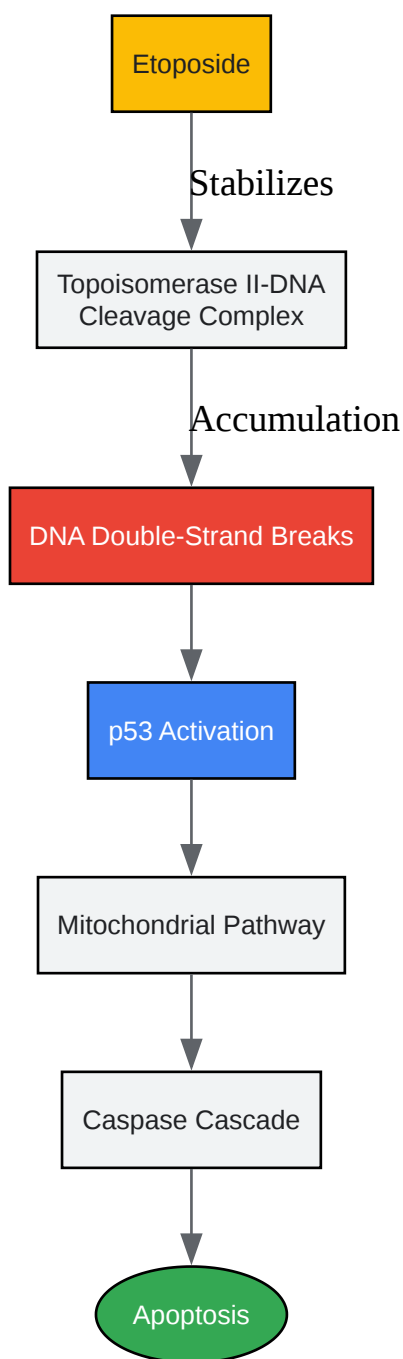 Etoposide
Stabilizes
Topoisomerase II-DNA
Cleavage Complex
Accumulation
DNA Double-Strand Breaks
p53 Activation
Mitochondrial Pathway
Caspase Cascade
Apoptosis